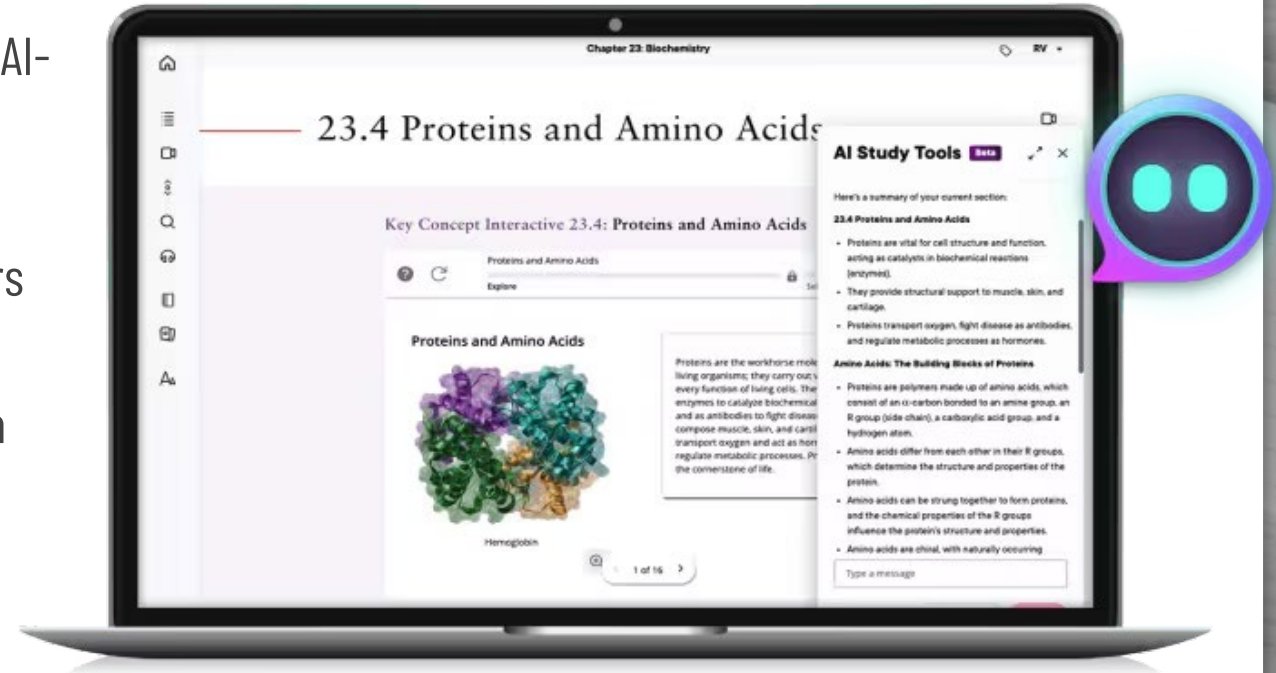 AI-
rs
Chapter 23: Biochemistry
RV
23.4 Proteins and Amino Acids
Key Concept Interactive 23.4: Proteins and Amino Acids
Proteins and Amino Acids
Explore
Proteins and Amino Acids
Hemoglobin
Proteins are the workhorse mole
living organisms; they carry out v
every function of living cells. The
enzymes to catalyze biochemical
and as antibodies to fight diseas
compose muscle, skin, and cartil
transport oxygen and act as horm
regulate metabolic processes. Pr
the cornerstone of life.
1 of 16
AI Study Tools Beta
Here's a summary of your current section:
23.4 Proteins and Amino Acids
• Proteins are vital for cell structure and function,
acting as catalysts in biochemical reactions
(enzymes).
• They provide structural support to muscle, skin, and
cartilage.
• Proteins transport oxygen, fight disease as antibodies,
and regulate metabolic processes as hormones.
Amino Acids: The Building Blocks of Proteins
• Proteins are polymers made up of amino acids, which
consist of an α-carbon bonded to an amine group, an
R group (side chain), a carboxylic acid group, and a
hydrogen atom.
• Amino acids differ from each other in their R groups,
which determine the structure and properties of the
protein.
• Amino acids can be strung together to form proteins,
and the chemical properties of the R groups
influence the protein's structure and properties.
• Amino acids are chiral, with naturally occurring
Type a message